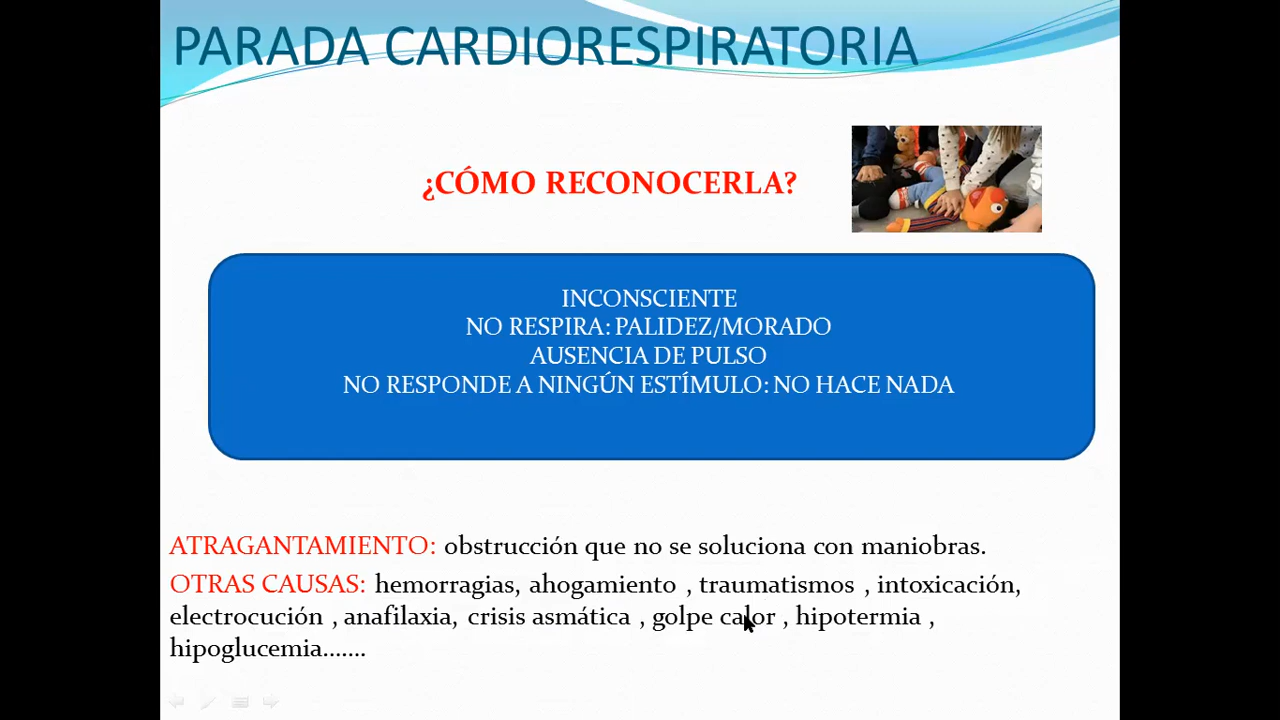 PARADA CARDIORESPIRATORIA
¿CÓMO RECONOCERLA?
INCONSCIENTE
NO RESPIRA: PALIDEZ/MORADO
AUSENCIA DE PULSO
NO RESPONDE A NINGÚN ESTÍMULO: NO HACE NADA
ATRAGANTAMIENTO: obstrucción que no se soluciona con maniobras.
OTRAS CAUSAS: hemorragias, ahogamiento , traumatismos , intoxicación,
electrocución , anafilaxia, crisis asmática , golpe calor , hipotermia ,
hipoglucemia.......